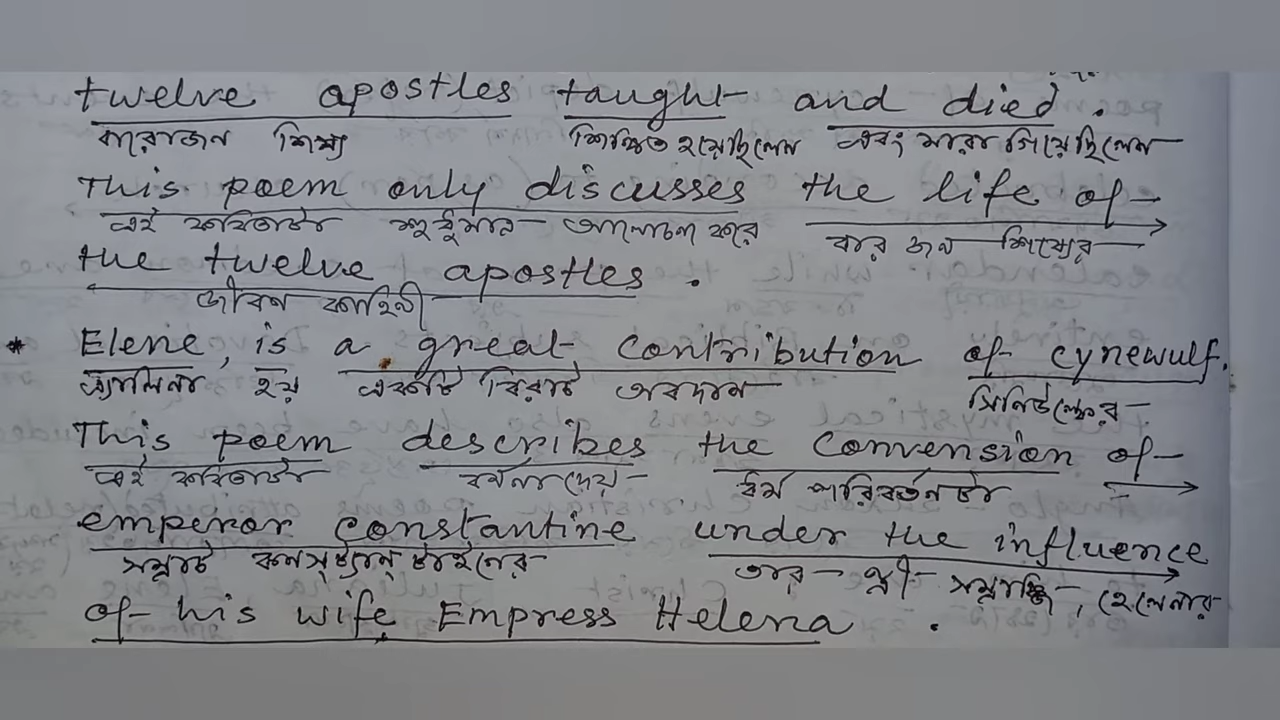 twelve apostles taught and died.
বারোজন শিষ্য শিক্ষিত হয়েছিলেন এবং মারা গিয়েছিলেন
This poem only discusses the life of
এই কবিতাটা শুধুমাত্র আলোচনা করে বার জন শিষ্যের
the twelve apostles.
জীবন কাহিনী
* Elene, is a great contribution of cynewulf.
এ্যালিনা হয় একটি বিরাট অবদান সিনিউল্ফের
This poem describes the Convension of
এই কবিতাটা বর্ণনা দেয় ধর্ম পরিবর্তনটা
emperor constantine under the influence
সম্রাট কনস্ট্যান্টাইনের তার স্ত্রী সম্রাজ্ঞি, হেলেনার
of his wife Empress Helena.